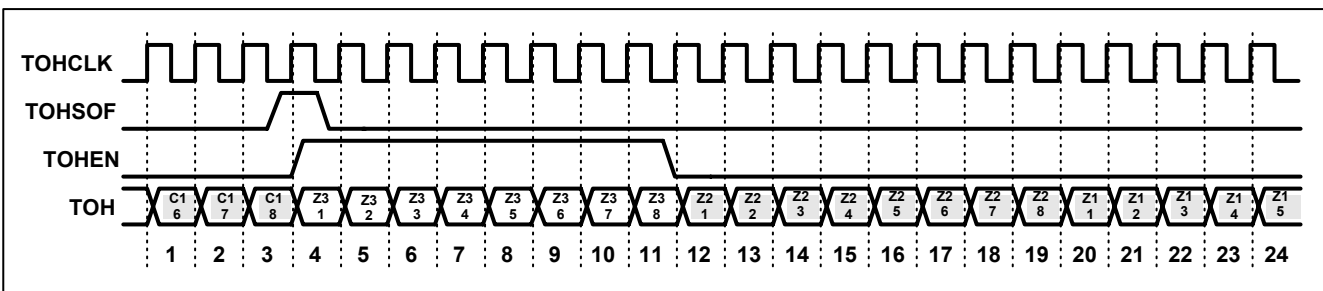 TOHCLK
TOHSOF
TOHEN
TOH C1 6 C1 7 C1 8 Z3 1 Z3 2 Z3 3 Z3 4 Z3 5 Z3 6 Z3 7 Z3 8 Z2 1 Z2 2 Z2 3 Z2 4 Z2 5 Z2 6 Z2 7 Z2 8 Z1 1 Z1 2 Z1 3 Z1 4 Z1 5
1 2 3 4 5 6 7 8 9 10 11 12 13 14 15 16 17 18 19 20 21 22 23 24